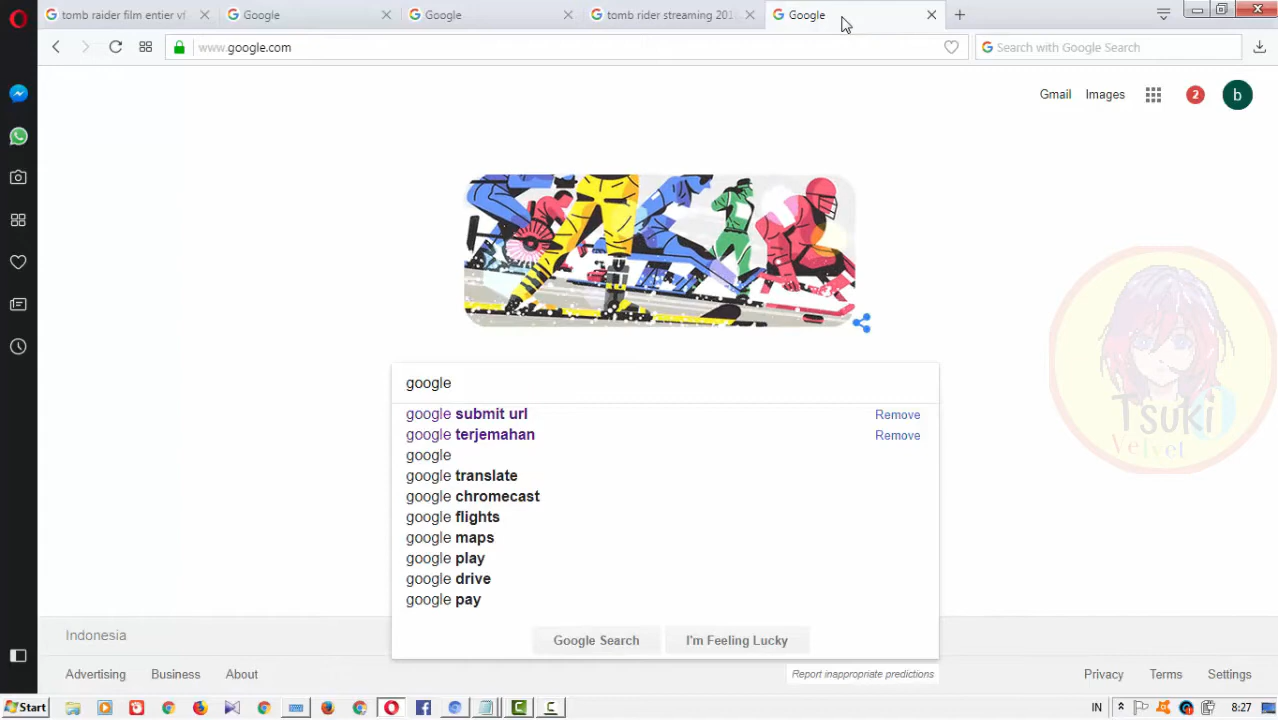 tomb raider film entier vf
Google
Google
tomb rider streaming 201
Google
www.google.com
Search with Google Search
Gmail
Images
2
b
google
google submit url
Remove
google terjemahan
Remove
google
google translate
google chromecast
google flights
google maps
google play
google drive
google pay
Google Search
I'm Feeling Lucky
Tsuki
Velvet
Indonesia
Report inappropriate predictions
Advertising
Business
About
Privacy
Terms
Settings
Start
IN
8:27